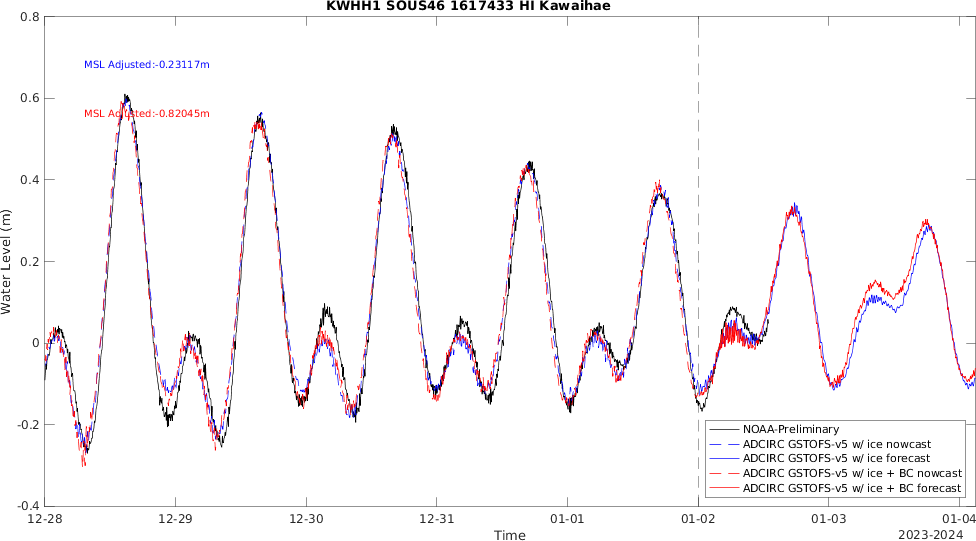 KWHH1 SOUS46 1617433 HI Kawaihae
Water Level (m)
0.8
0.6
0.4
0.2
0
-0.2
-0.4
MSL Adjusted:-0.23117m
MSL Adjusted:-0.82045m
NOAA-Preliminary
ADCIRC GSTOFS-v5 w/ ice nowcast
ADCIRC GSTOFS-v5 w/ ice forecast
ADCIRC GSTOFS-v5 w/ ice + BC nowcast
ADCIRC GSTOFS-v5 w/ ice + BC forecast
12-28 12-29 12-30 12-31 01-01 01-02 01-03 01-04
Time
2023-2024